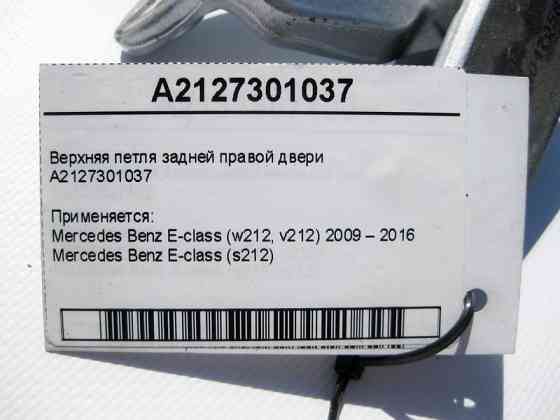 A2127301037
Верхняя петля задней правой двери
A2127301037
Применяется:
Mercedes Benz E-class (w212, v212) 2009 – 2016
Mercedes Benz E-class (s212)